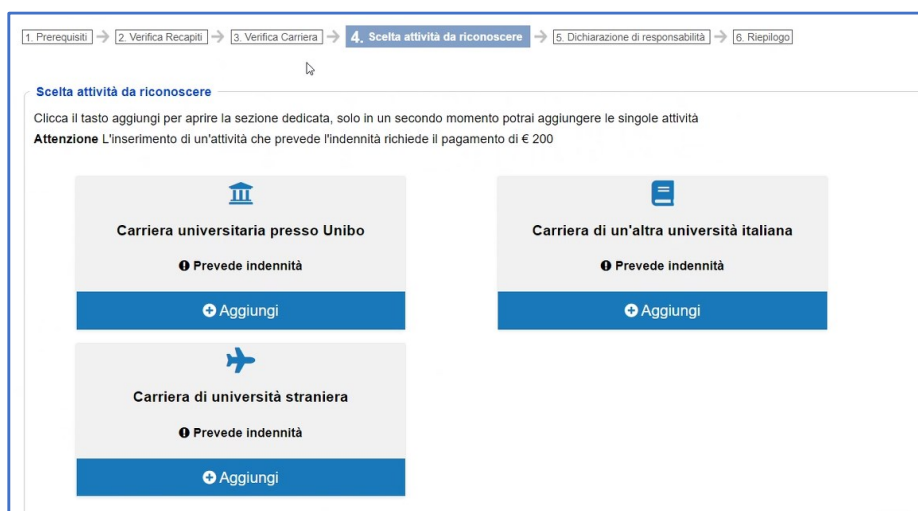 1. Prerequisiti
2. Verifica Recapiti
3. Verifica Carriera
4. Scelta attività da riconoscere
5. Dichiarazione di responsabilità
6. Riepilogo
Scelta attività da riconoscere
Clicca il tasto aggiungi per aprire la sezione dedicata, solo in un secondo momento potrai aggiungere le singole attività
Attenzione L'inserimento di un'attività che prevede l'indennità richiede il pagamento di € 200
Carriera universitaria presso Unibo
Prevede indennità
Aggiungi
Carriera di un'altra università italiana
Prevede indennità
Aggiungi
Carriera di università straniera
Prevede indennità
Aggiungi